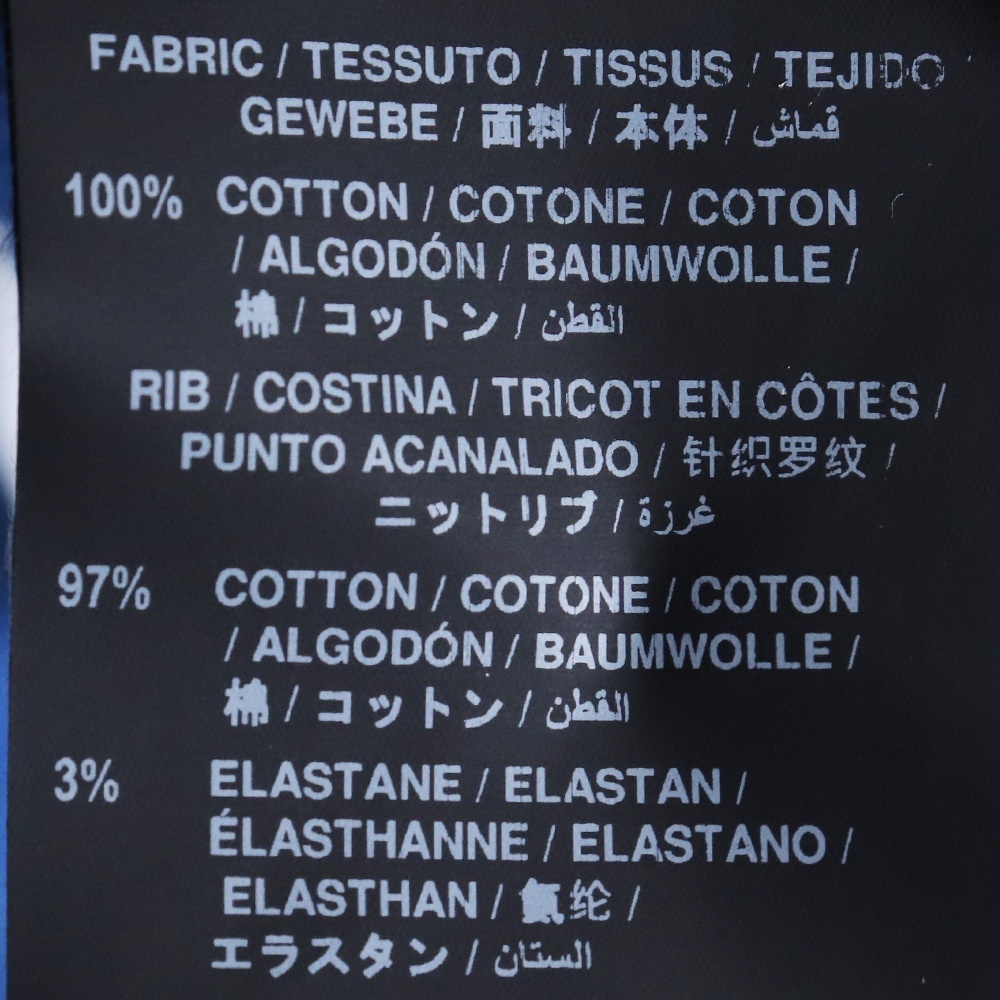 FABRIC / TESSUTO / TISSUS / TEJIDO
GEWEBE / 面料 / 本体 / قماش
100% COTTON / COTONE / COTON
/ ALGODÓN / BAUMWOLLE /
棉 / コットン / القطن
RIB / COSTINA / TRICOT EN CÔTES /
PUNTO ACANALADO / 针织罗纹 /
ニットリブ / غرزة
97% COTTON / COTONE / COTON
/ ALGODÓN / BAUMWOLLE /
棉 / コットン / القطن
3% ELASTANE / ELASTAN /
ÉLASTHANNE / ELASTANO /
ELASTHAN / 氨纶 /
エラスタン / الستان